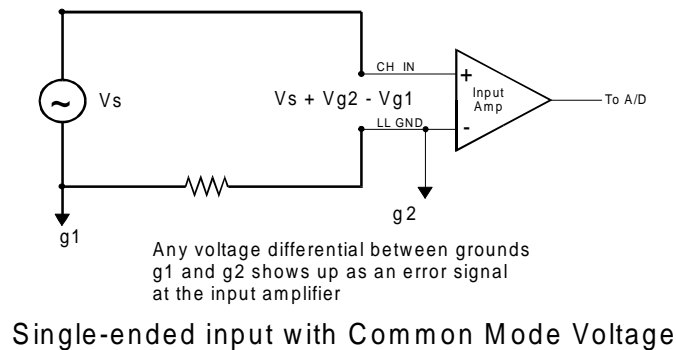 CH IN
+
Input
Amp
-
To A/D
~
Vs
Vs + Vg2 - Vg1
LL GND
g1
g2
Any voltage differential between grounds
g1 and g2 shows up as an error signal
at the input amplifier
Single-ended input with Common Mode Voltage